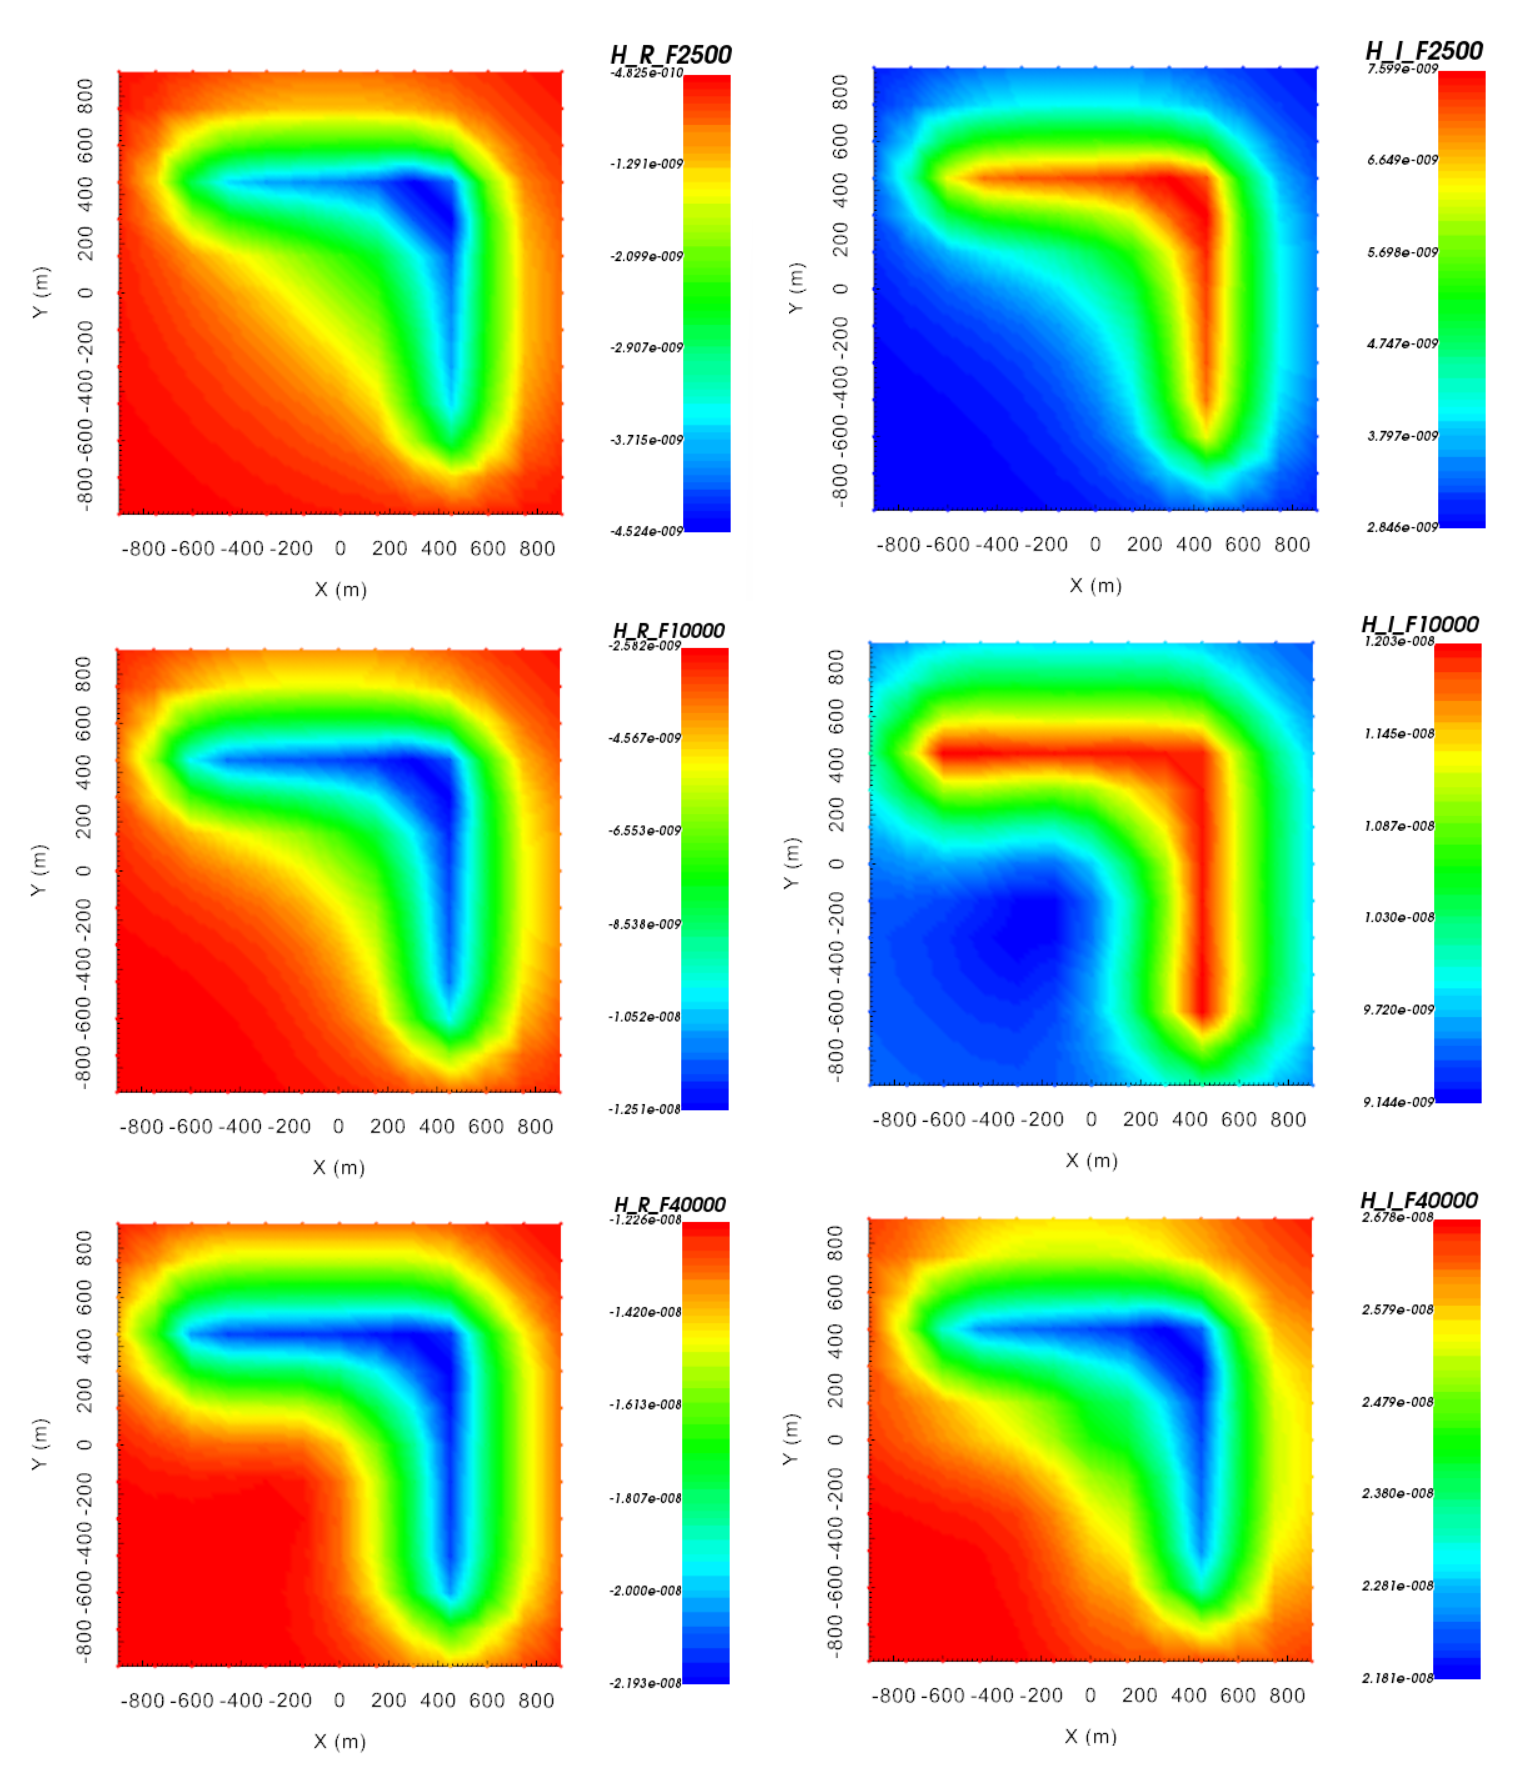 H_R_F2500
-4.825e-010
-1.291e-009
-2.099e-009
-2.907e-009
-3.715e-009
-4.524e-009
800
600
400
200
0
-200
-400
-600
-800
Y (m)
-800 -600 -400 -200 0 200 400 600 800
X (m)
H_I_F2500
7.599e-009
6.649e-009
5.698e-009
4.747e-009
3.797e-009
2.846e-009
800
600
400
200
0
-200
-400
-600
-800
Y (m)
-800 -600 -400 -200 0 200 400 600 800
X (m)
H_R_F10000
-2.582e-009
-4.567e-009
-6.553e-009
-8.538e-009
-1.052e-008
-1.251e-008
800
600
400
200
0
-200
-400
-600
-800
Y (m)
-800 -600 -400 -200 0 200 400 600 800
X (m)
H_I_F10000
1.203e-008
1.145e-008
1.087e-008
1.030e-008
9.720e-009
9.144e-009
800
600
400
200
0
-200
-400
-600
-800
Y (m)
-800 -600 -400 -200 0 200 400 600 800
X (m)
H_R_F40000
-1.226e-008
-1.420e-008
-1.613e-008
-1.807e-008
-2.000e-008
-2.193e-008
800
600
400
200
0
-200
-400
-600
-800
Y (m)
-800 -600 -400 -200 0 200 400 600 800
X (m)
H_I_F40000
2.678e-008
2.579e-008
2.479e-008
2.380e-008
2.281e-008
2.181e-008
800
600
400
200
0
-200
-400
-600
-800
Y (m)
-800 -600 -400 -200 0 200 400 600 800
X (m)